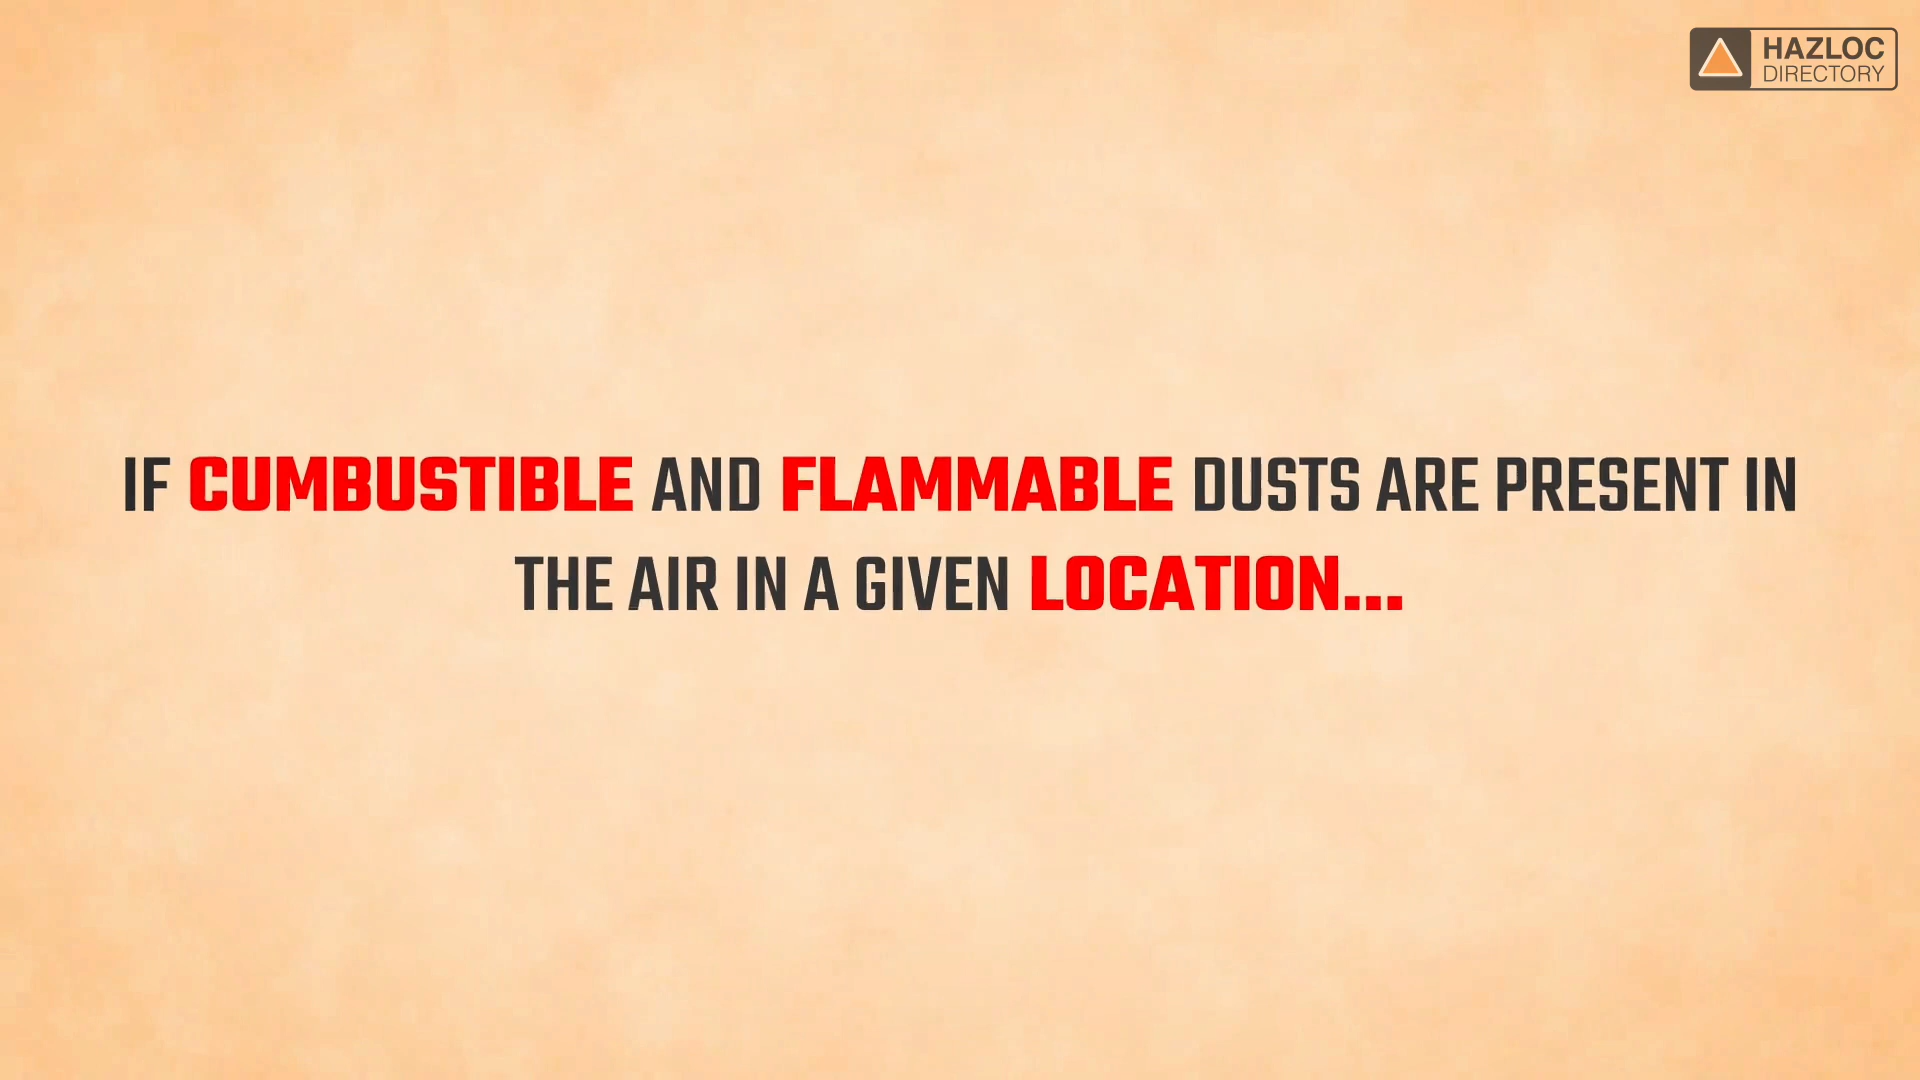 HAZLOC
DIRECTORY
IF CUMBUSTIBLE AND FLAMMABLE DUSTS ARE PRESENT IN
THE AIR IN A GIVEN LOCATION...